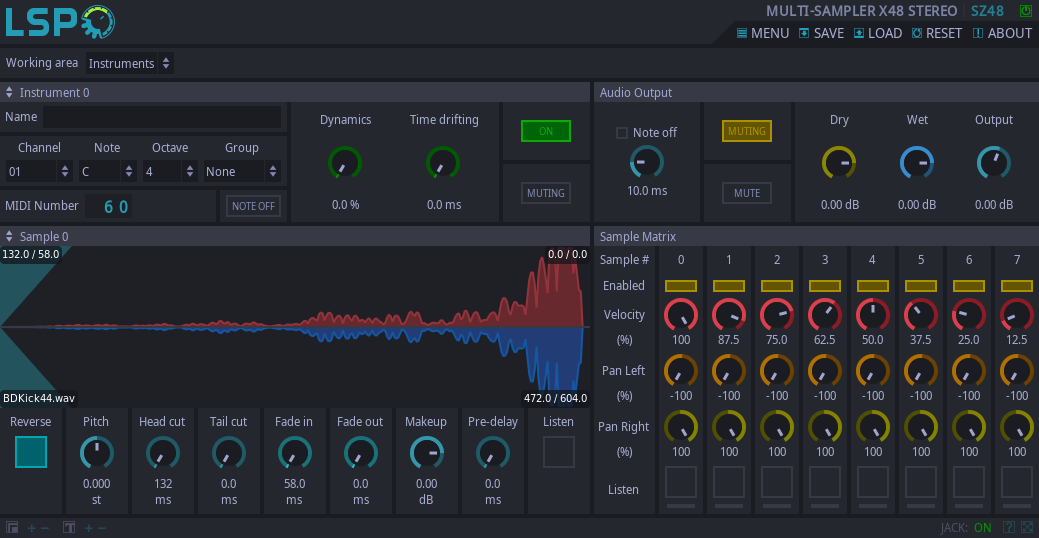 LSP
MULTI-SAMPLER X48 STEREO SZ48
MENU SAVE LOAD RESET ABOUT
Working area Instruments
Instrument 0
Name
Channel Note Octave Group
01 C 4 None
MIDI Number 60 NOTE OFF
Dynamics Time drifting
0.0 % 0.0 ms
ON
MUTING
Audio Output
Note off
10.0 ms
MUTING
MUTE
Dry Wet Output
0.00 dB 0.00 dB 0.00 dB
Sample 0
132.0 / 58.0 0.0 / 0.0
BDKick44.wav 472.0 / 604.0
Reverse Pitch Head cut Tail cut Fade in Fade out Makeup Pre-delay Listen
0.000 132 0.0 58.0 0.0 0.00 0.0
st ms ms ms ms dB ms
Sample Matrix
Sample # 0 1 2 3 4 5 6 7
Enabled
Velocity
(%) 100 87.5 75.0 62.5 50.0 37.5 25.0 12.5
Pan Left
(%) -100 -100 -100 -100 -100 -100 -100 -100
Pan Right
(%) 100 100 100 100 100 100 100 100
Listen
+ - T + - JACK: ON ?